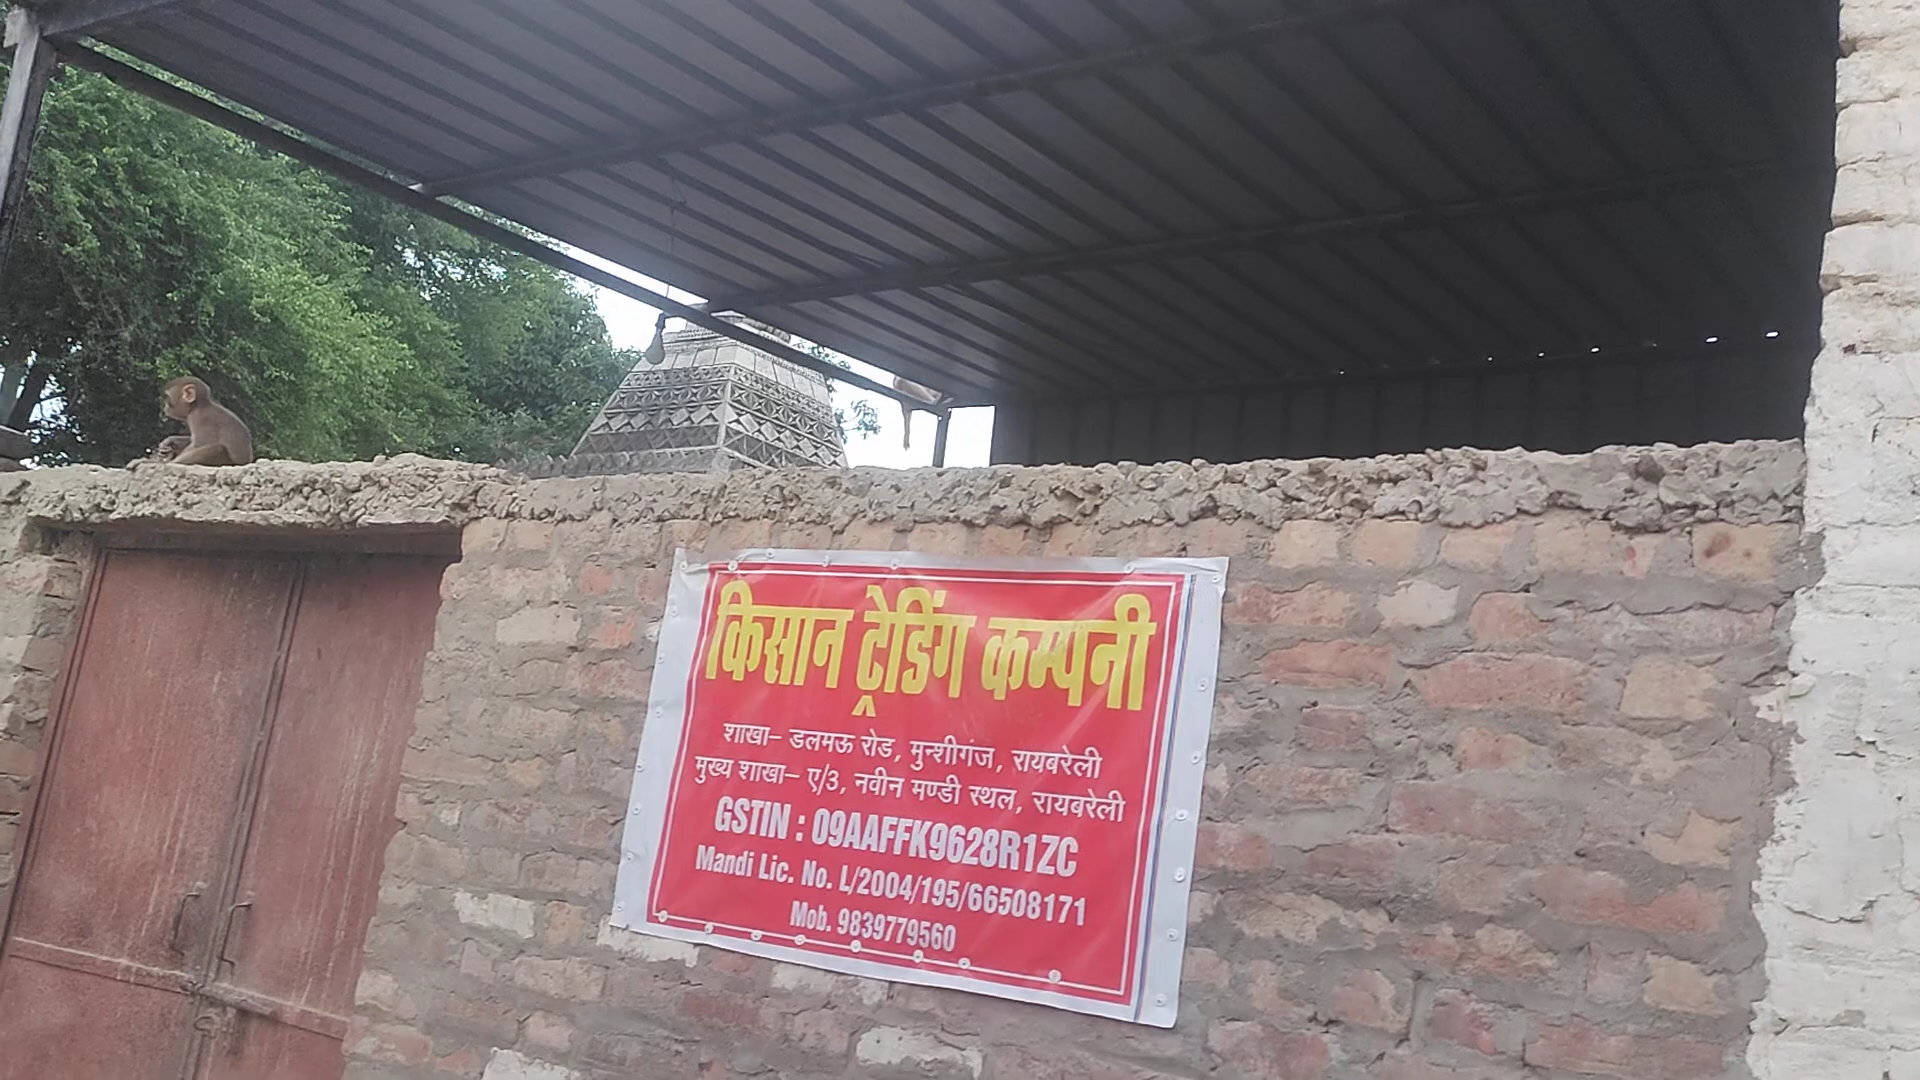 किसान ट्रेडिंग कम्पनी
शाखा– डलमऊ रोड, मुन्शीगंज, रायबरेली
मुख्य शाखा– ए/3, नवीन मण्डी स्थल, रायबरेली
GSTIN : 09AAFFK9628R1ZC
Mandi Lic. No. L/2004/195/66508171
Mob. 9839779560